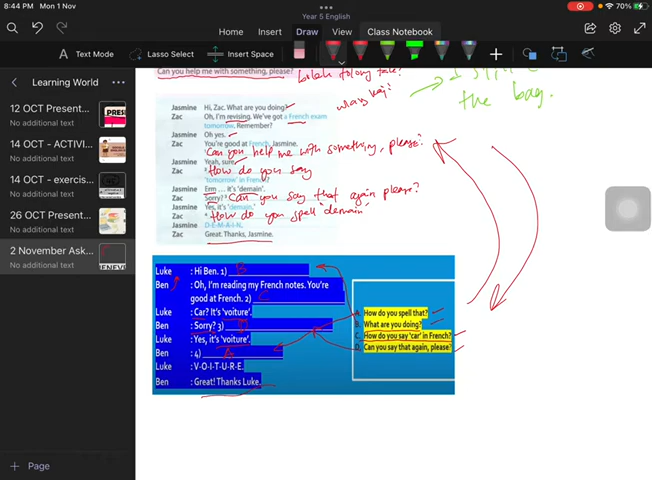 8:44 PM Mon 1 Nov
70%
Year 5 English
Home Insert Draw View Class Notebook
Text Mode Lasso Select Insert Space
Learning World
12 OCT Present...
No additional text
14 OCT - ACTIVI...
No additional text
14 OCT - exercis...
No additional text
26 OCT Present...
No additional text
2 November Ask...
No additional text
Page
Can you help me with something, please?
the bag.
Jasmine Hi, Zac. What are you doing?
Zac Oh, I'm revising. We've got a French exam
tomorrow. Remember?
Jasmine Oh yes.
Zac You're good at French, Jasmine.
Can you help me with something, please?
Jasmine Yeah, sure.
Zac How do you say
'tomorrow' in French?
Jasmine Erm ... it's 'demain'.
Zac Sorry? Can you say that again please?
Jasmine Yes, it's 'demain'.
Zac How do you spell "demain"
Jasmine D-E-M-A-I-N.
Zac Great. Thanks, Jasmine.
Luke : Hi Ben. 1) B
Ben : Oh, I'm reading my French notes. You're
good at French. 2) C
Luke : Car? It's 'voiture'.
Ben : Sorry? 3) D
Luke : Yes, it's 'voiture'.
Ben : 4) A
Luke : V-O-I-T-U-R-E.
Ben : Great! Thanks Luke.
A. How do you spell that?
B. What are you doing?
C. How do you say 'car' in French?
D. Can you say that again, please?